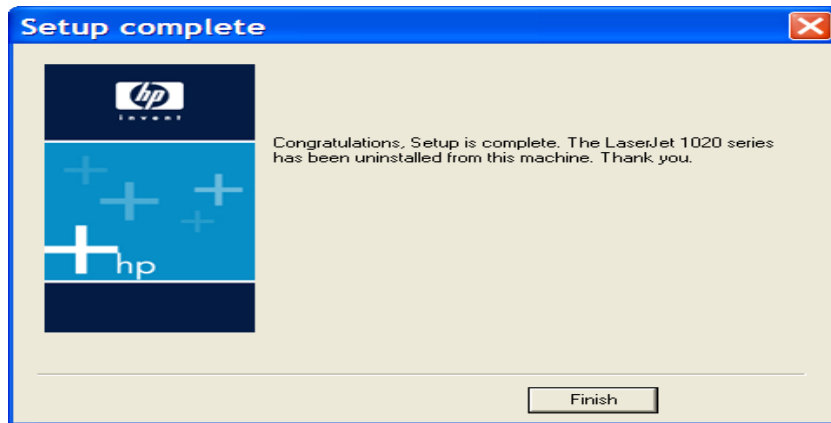 Setup complete
hp
invent
Congratulations, Setup is complete. The LaserJet 1020 series
has been uninstalled from this machine. Thank you.
hp
Finish